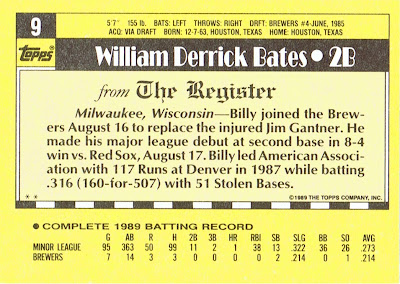 9
5'7" 155 lb. BATS: LEFT THROWS: RIGHT DRFT: BREWERS #4-JUNE, 1985
ACQ: VIA DRAFT BORN: 12-7-63, HOUSTON, TEXAS HOME: HOUSTON, TEXAS
Topps
William Derrick Bates • 2B
from The Register
Milwaukee, Wisconsin—Billy joined the Brew-
ers August 16 to replace the injured Jim Gantner. He
made his major league debut at second base in 8-4
win vs. Red Sox, August 17. Billy led American Associ-
ation with 117 Runs at Denver in 1987 while batting
.316 (160-for-507) with 51 Stolen Bases.
* *
©1989 THE TOPPS COMPANY, INC.
• COMPLETE 1989 BATTING RECORD
G AB R H 2B 3B HR RBI SB SLG BB SO AVG
MINOR LEAGUE 95 363 50 99 11 2 1 38 13 .322 36 26 .273
BREWERS 7 14 3 3 0 0 0 0 2 .214 0 1 .214